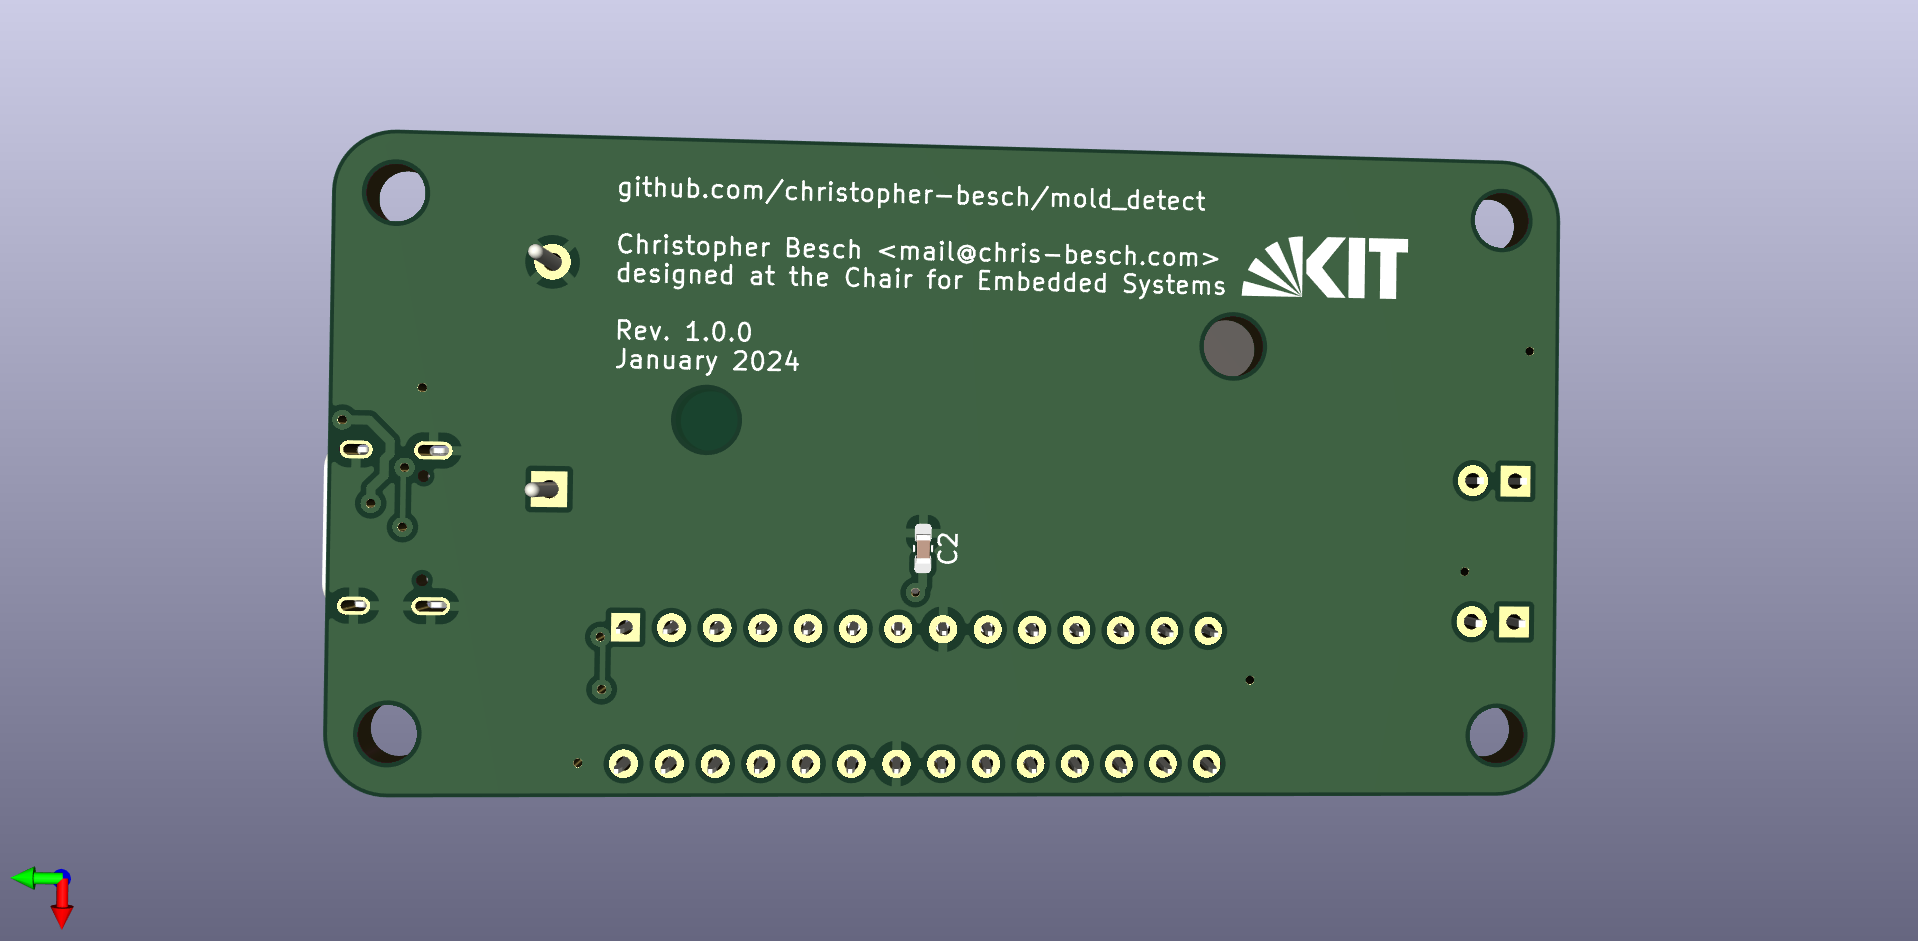 github.com/christopher-besch/mold_detect
Christopher Besch <mail@chris-besch.com>
designed at the Chair for Embedded Systems
KIT
Rev. 1.0.0
January 2024
C2